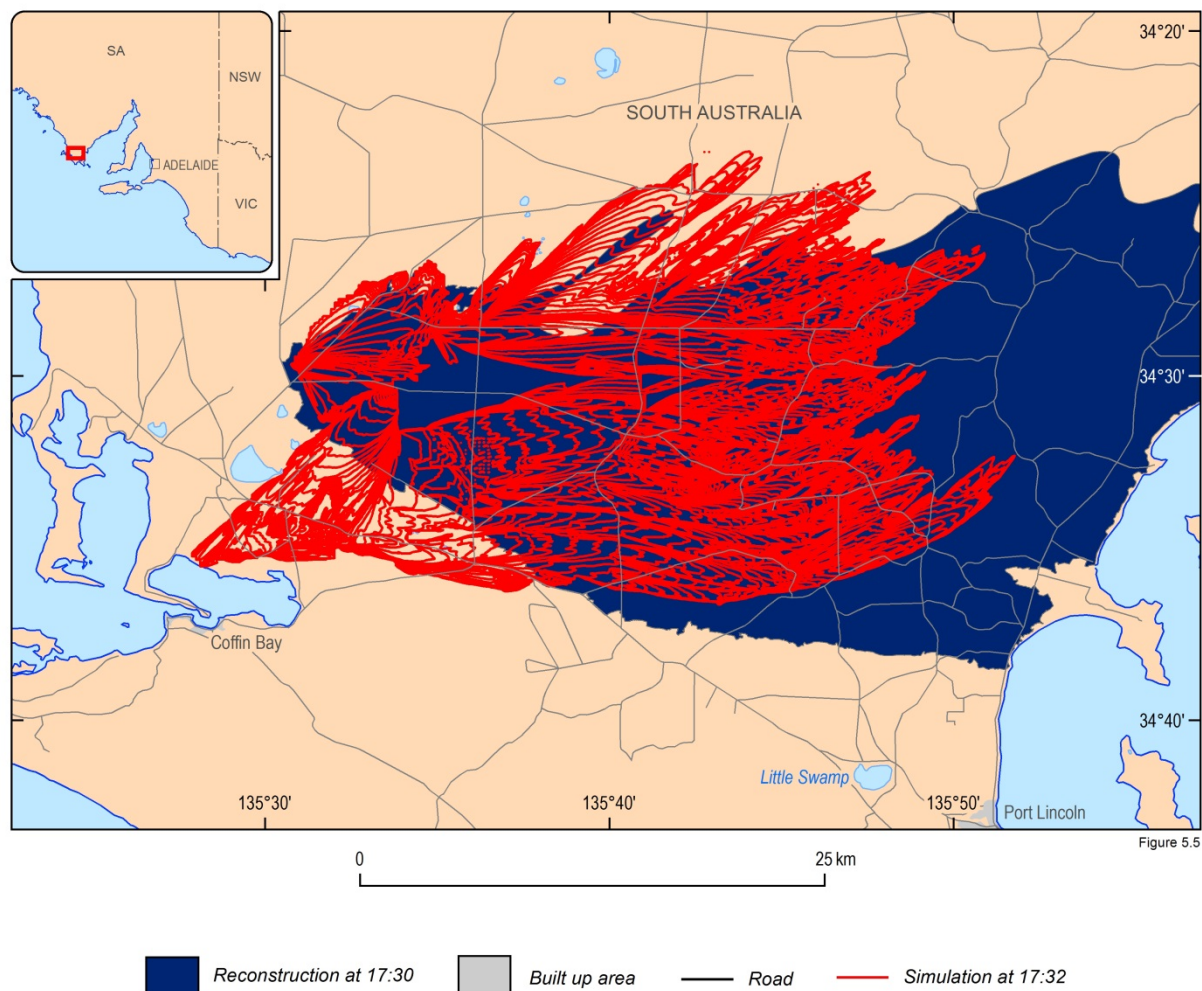 SA
NSW
ADELAIDE
VIC
34°20'
SOUTH AUSTRALIA
34°30'
Coffin Bay
34°40'
Little Swamp
135°30'
135°40'
135°50'
Port Lincoln
Figure 5.5
0
25 km
Reconstruction at 17:30
Built up area
Road
Simulation at 17:32